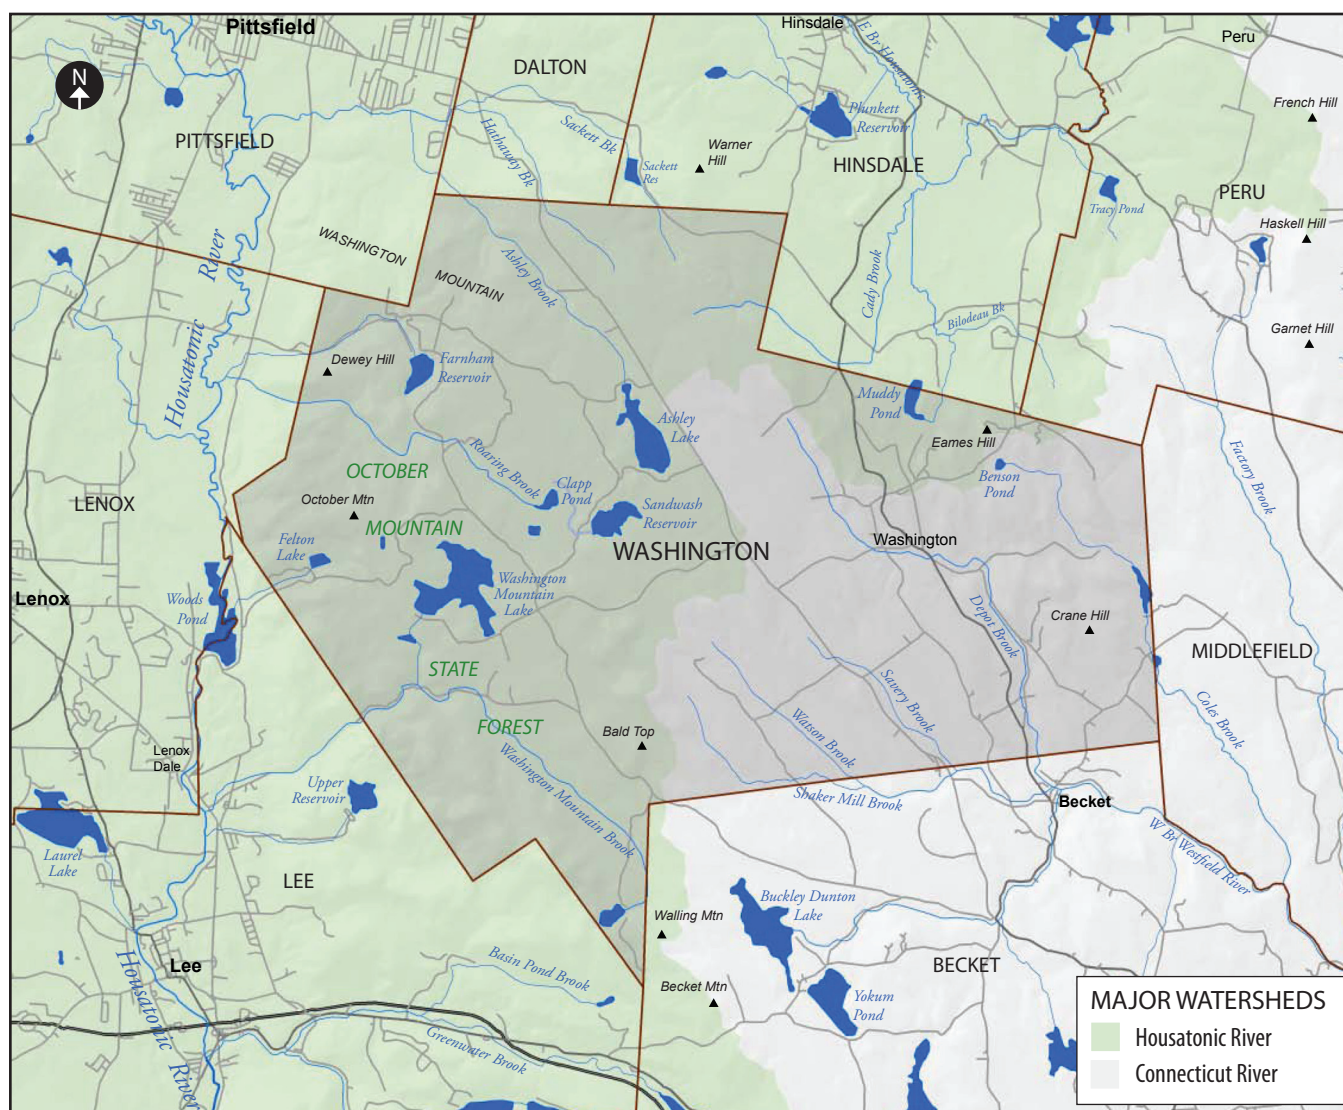 Pittsfield
Hinsdale
Peru
N
DALTON
E Br Housatonic
French Hill
Plunkett
Reservoir
PITTSFIELD
Hathaway Bk
Sackett Bk
Warner
Hill
HINSDALE
Sackett
Res
PERU
Tracy Pond
Haskell Hill
WASHINGTON
MOUNTAIN
Housatonic
River
Ashley Brook
Cady Brook
Bilodeau Bk
Garnet Hill
Dewey Hill
Farnham
Reservoir
Muddy
Pond
Ashley
Lake
Eames Hill
Factory Brook
OCTOBER
Roaring Brook
Clapp
Pond
Benson
Pond
LENOX
October Mtn
MOUNTAIN
Sandwash
Reservoir
Felton
Lake
WASHINGTON
Washington
Lenox
Woods
Pond
Washington
Mountain
Lake
Depot Brook
Crane Hill
MIDDLEFIELD
STATE
FOREST
Savery Brook
Watson Brook
Coles Brook
Bald Top
Lenox
Dale
Washington Mountain Brook
Upper
Reservoir
Shaker Mill Brook
Becket
W Br Westfield River
Laurel
Lake
LEE
Buckley Dunton
Lake
Walling Mtn
Lee
Basin Pond Brook
BECKET
Becket Mtn
Yokum
Pond
Housatonic
River
Greenwater Brook
MAJOR WATERSHEDS
Housatonic River
Connecticut River